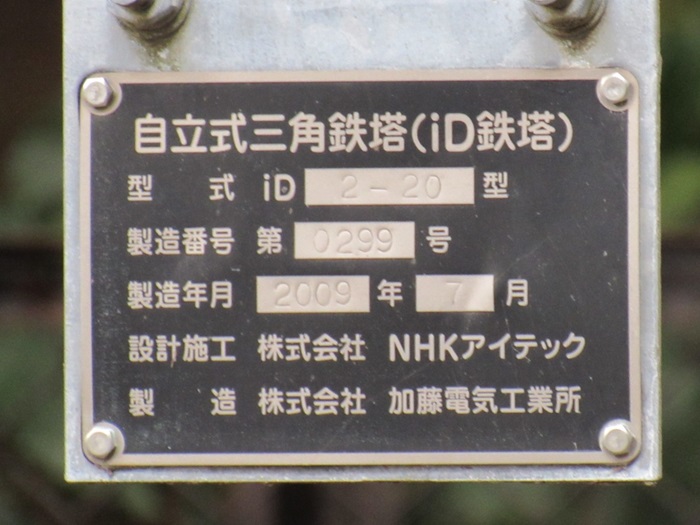 自立式三角鉄塔(iD鉄塔)
型 式 iD 2-20 型
製造番号 第 0299 号
製造年月 2009 年 7 月
設計施工 株式会社 NHKアイテック
製 造 株式会社 加藤電気工業所